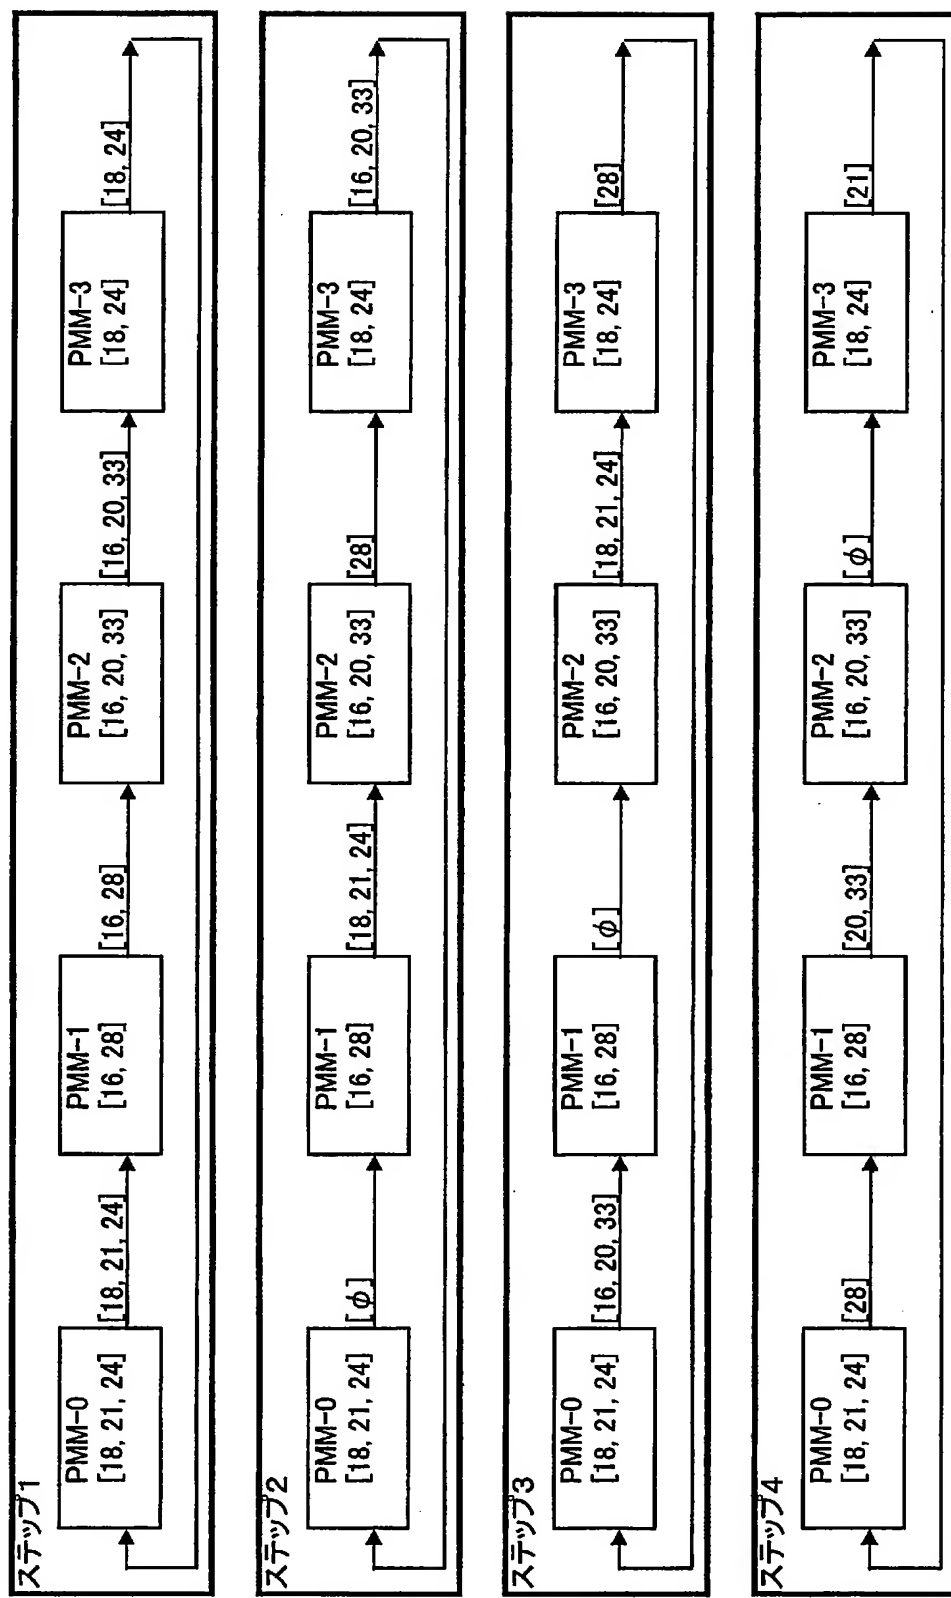 ステップ1
PMM-0
[18, 21, 24]
[18, 21, 24]
PMM-1
[16, 28]
[16, 28]
PMM-2
[16, 20, 33]
[16, 20, 33]
PMM-3
[18, 24]
[18, 24]
ステップ2
PMM-0
[18, 21, 24]
[φ]
PMM-1
[16, 28]
[18, 21, 24]
PMM-2
[16, 20, 33]
[28]
PMM-3
[18, 24]
[16, 20, 33]
ステップ3
PMM-0
[18, 21, 24]
[16, 20, 33]
PMM-1
[16, 28]
[φ]
PMM-2
[16, 20, 33]
[18, 21, 24]
PMM-3
[18, 24]
[28]
ステップ4
PMM-0
[18, 21, 24]
[28]
PMM-1
[16, 28]
[20, 33]
PMM-2
[16, 20, 33]
[φ]
PMM-3
[18, 24]
[21]